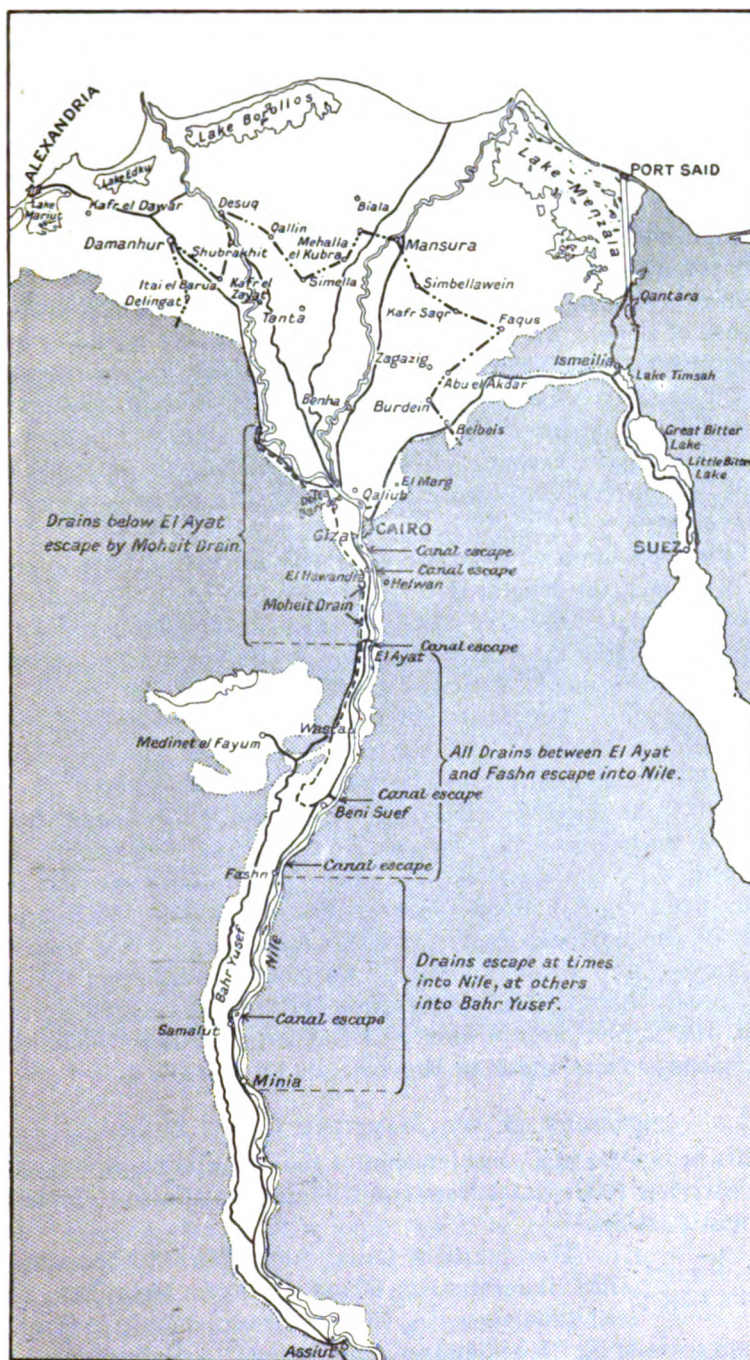 ALEXANDRIA
Lake Borollos
Lake Edku
Lake Mariut
Kafr el Dawar
Desuq
Biala
Lake Menzala
PORT SAID
Damanhur
Shubrakhit
Qallin
Mehalla
el Kubra
Mansura
Itai el Barua
Delingat
Kafr el
Zayat
Simella
Simbellawein
Tanta
Kafr Saqr
Faqus
Qantara
Zagazig
Ismailia
Lake Timsah
Benha
Abu el Akdar
Burdein
Belbeis
Great Bitter
Lake
Little Bitter
Lake
El Marg
Qaliub
Delta
Barr.
Drains below El Ayat
escape by Moheit Drain.
Giza
CAIRO
SUEZ
Canal escape
Canal escape
El Hawamdia
Helwan
Moheit Drain
Canal escape
El Ayat
Wasta
Medinet el Fayum
All Drains between El Ayat
and Fashn escape into Nile.
Canal escape
Beni Suef
Canal escape
Fashn
Bahr Yusef
Nile
Drains escape at times
into Nile, at others
into Bahr Yusef.
Canal escape
Samalut
Minia
Assiut